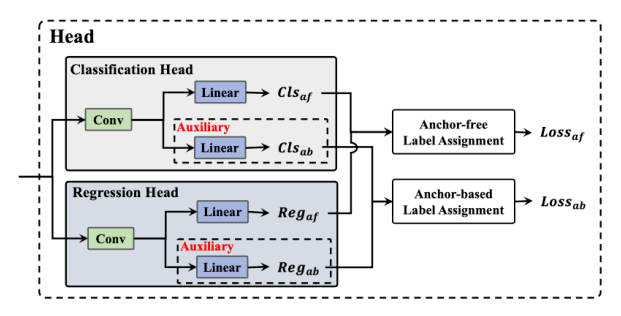 Head
Classification Head
Conv
Linear
Cls_af
Auxiliary
Linear
Cls_ab
Anchor-free
Label Assignment
Loss_af
Regression Head
Conv
Linear
Reg_af
Auxiliary
Linear
Reg_ab
Anchor-based
Label Assignment
Loss_ab